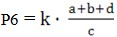 P6 = k · (a+b+d)/c